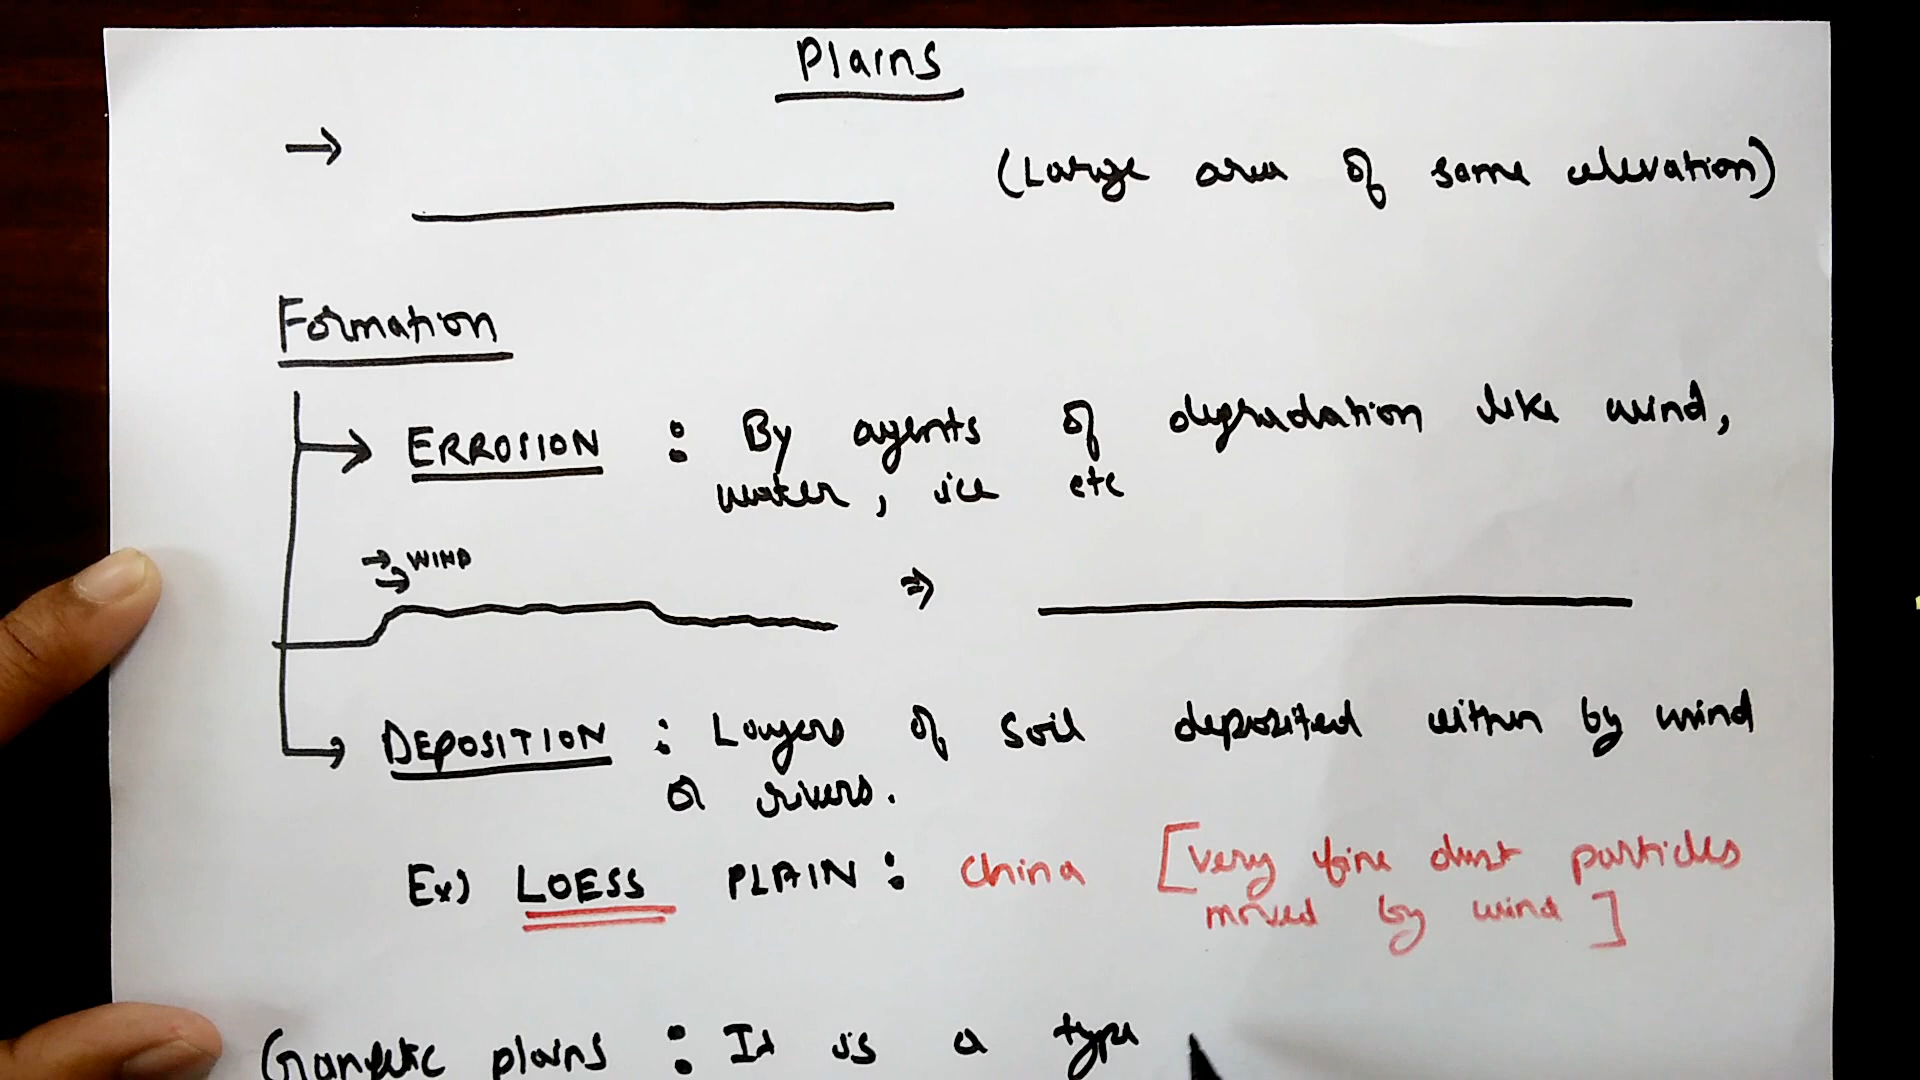 Plains
→ (Large area of same elevation)
Formation
→ ERROSION : By agents of degradation like wind,
water, ice etc
→ WIND
⇒
→ DEPOSITION : Layers of soil deposited eithr by wind
or rivers.
Ex) LOESS PLAIN : China [very fine dust particles
moved by wind]
Gangetic plains : It is a type